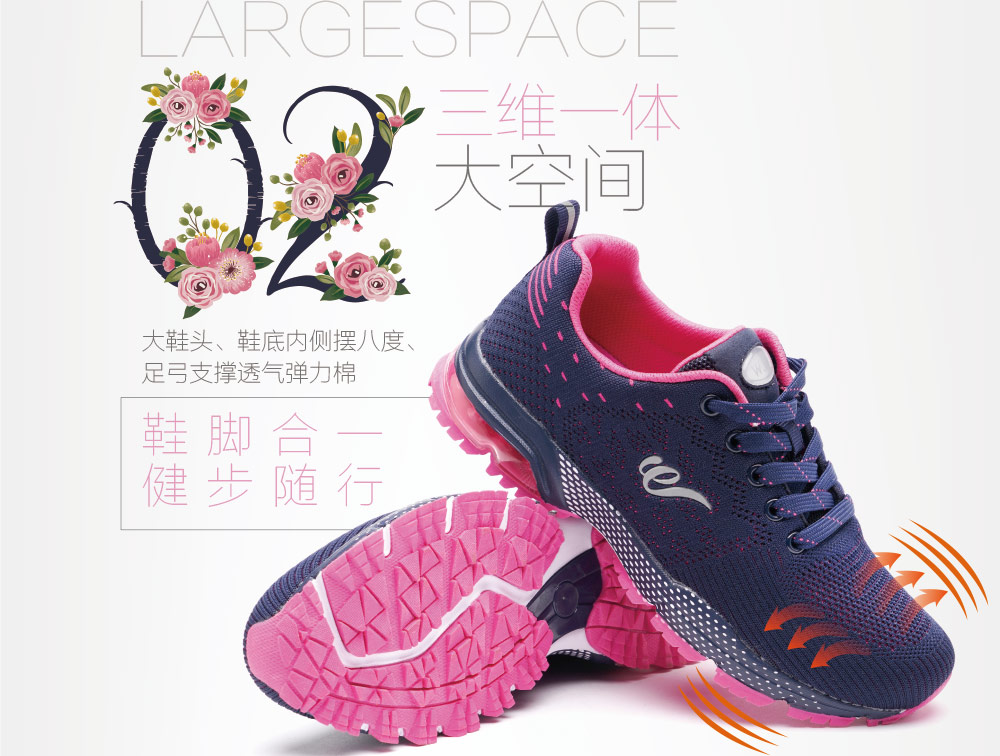 LARGESPACE
02
三维一体
大空间
大鞋头、鞋底内侧摆八度、
足弓支撑透气弹力棉
鞋脚合一
健步随行